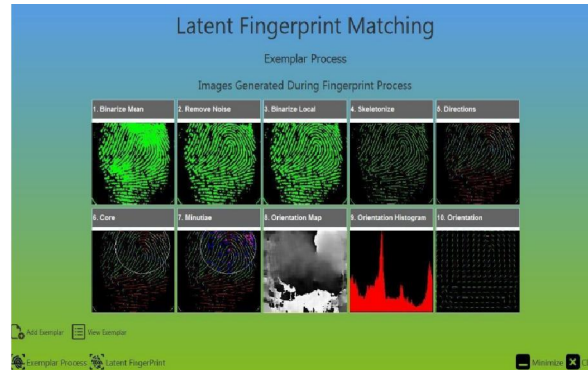 Latent Fingerprint Matching
Exemplar Process
Images Generated During Fingerprint Process
1. Binarize Mean
2. Remove Noise
3. Binarize Local
4. Skeletonize
5. Directions
6. Core
7. Minutiae
8. Orientation Map
9. Orientation Histogram
10. Orientation
Add Exemplar
View Exemplar
Exemplar Process
Latent FingerPrint
Minimize